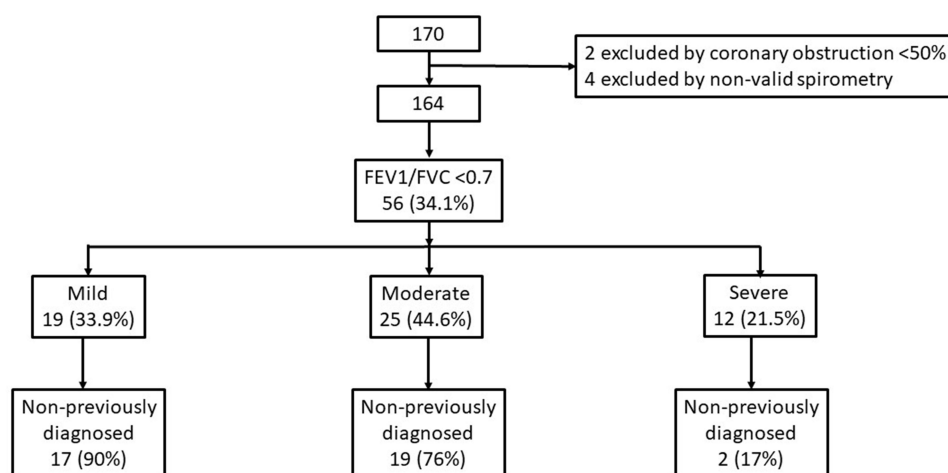 170
2 excluded by coronary obstruction <50%
4 excluded by non-valid spirometry
164
FEV1/FVC <0.7
56 (34.1%)
Mild
19 (33.9%)
Moderate
25 (44.6%)
Severe
12 (21.5%)
Non-previously
diagnosed
17 (90%)
Non-previously
diagnosed
19 (76%)
Non-previously
diagnosed
2 (17%)